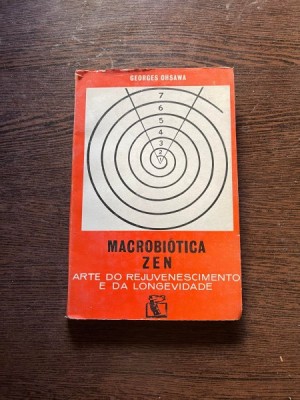 GEORGES OHSAWA
7
6
5
4
3
2
1
MACROBIÓTICA
ZEN
ARTE DO REJUVENESCIMENTO
E DA LONGEVIDADE